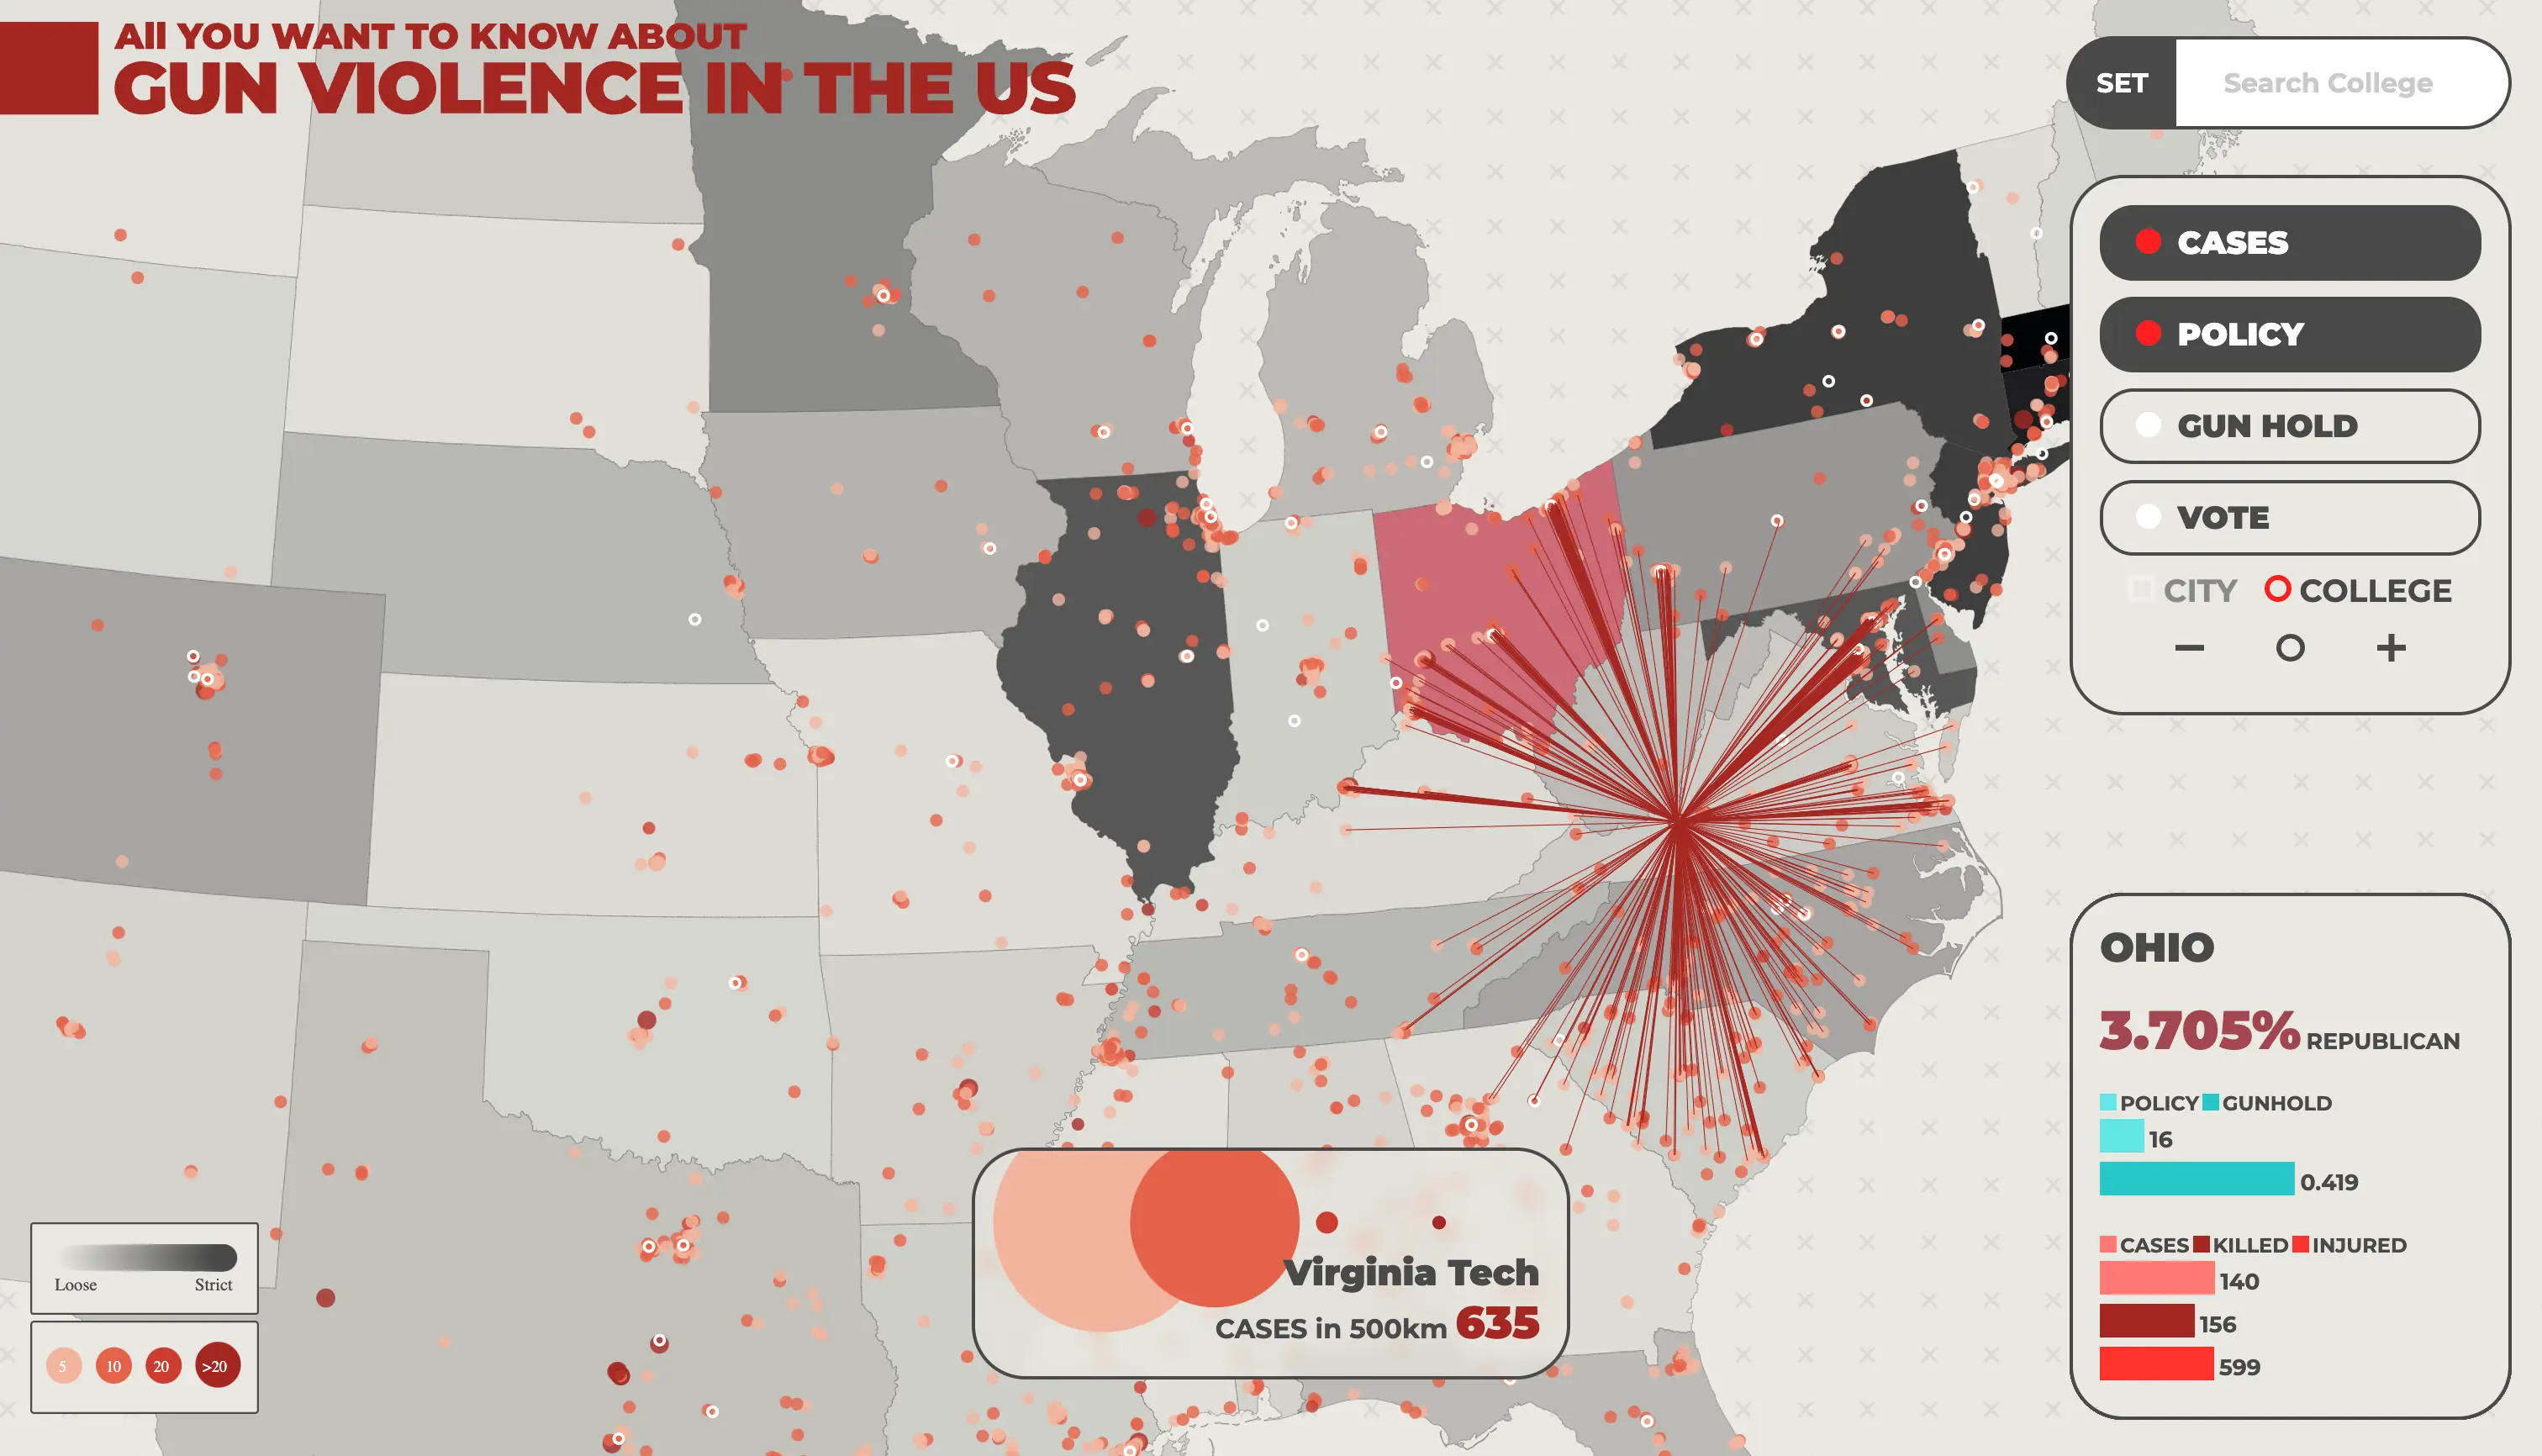 All YOU WANT TO KNOW ABOUT
GUN VIOLENCE IN THE US
SET Search College
CASES
POLICY
GUN HOLD
VOTE
CITY COLLEGE
− ○ +
OHIO
3.705% REPUBLICAN
POLICY GUNHOLD
16
0.419
CASES KILLED INJURED
140
156
599
Virginia Tech
CASES in 500km 635
Loose Strict
5 10 20 >20